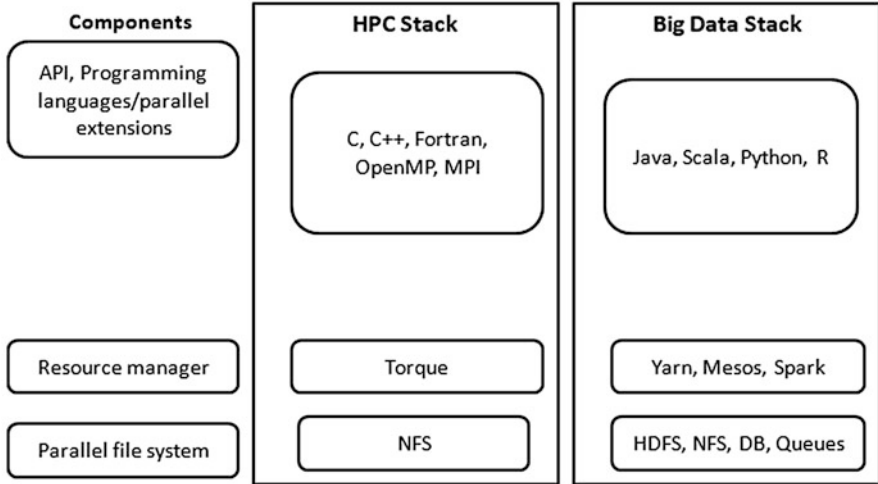 Components
API, Programming
languages/parallel
extensions
Resource manager
Parallel file system
HPC Stack
C, C++, Fortran,
OpenMP, MPI
Torque
NFS
Big Data Stack
Java, Scala, Python, R
Yarn, Mesos, Spark
HDFS, NFS, DB, Queues